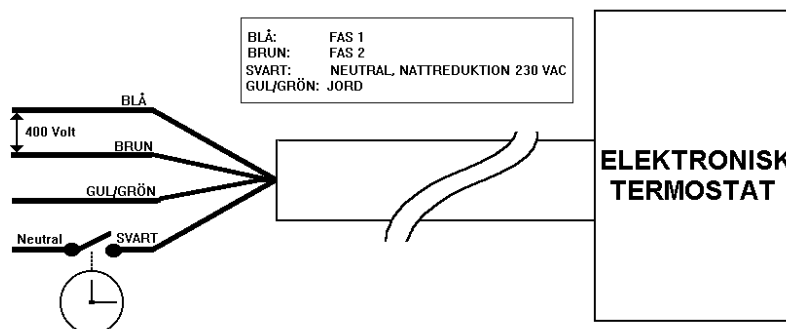 BLÅ: FAS 1
BRUN: FAS 2
SVART: NEUTRAL, NATTREDUKTION 230 VAC
GUL/GRÖN: JORD
BLÅ
400 Volt
BRUN
GUL/GRÖN
Neutral
SVART
ELEKTRONISK
TERMOSTAT